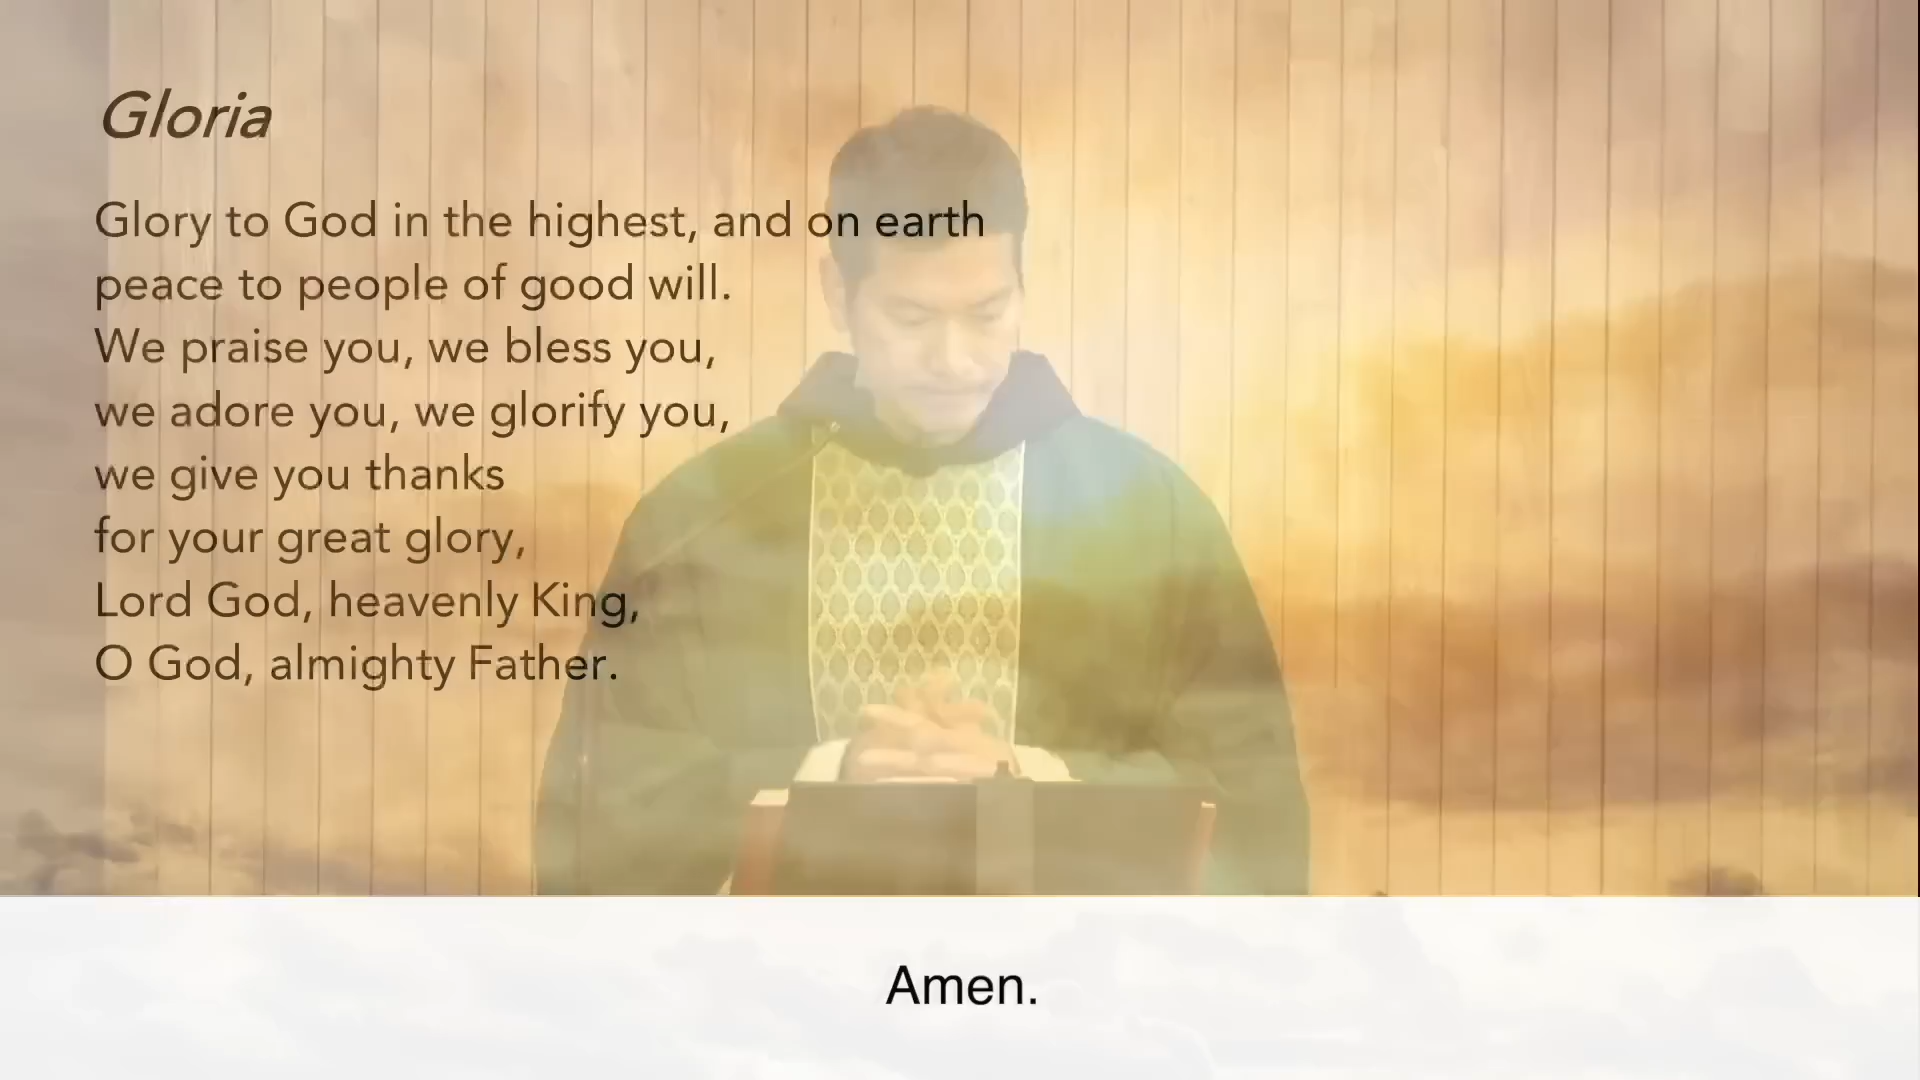 Gloria
Glory to God in the highest, and on earth
peace to people of good will.
We praise you, we bless you,
we adore you, we glorify you,
we give you thanks
for your great glory,
Lord God, heavenly King,
O God, almighty Father.
Amen.